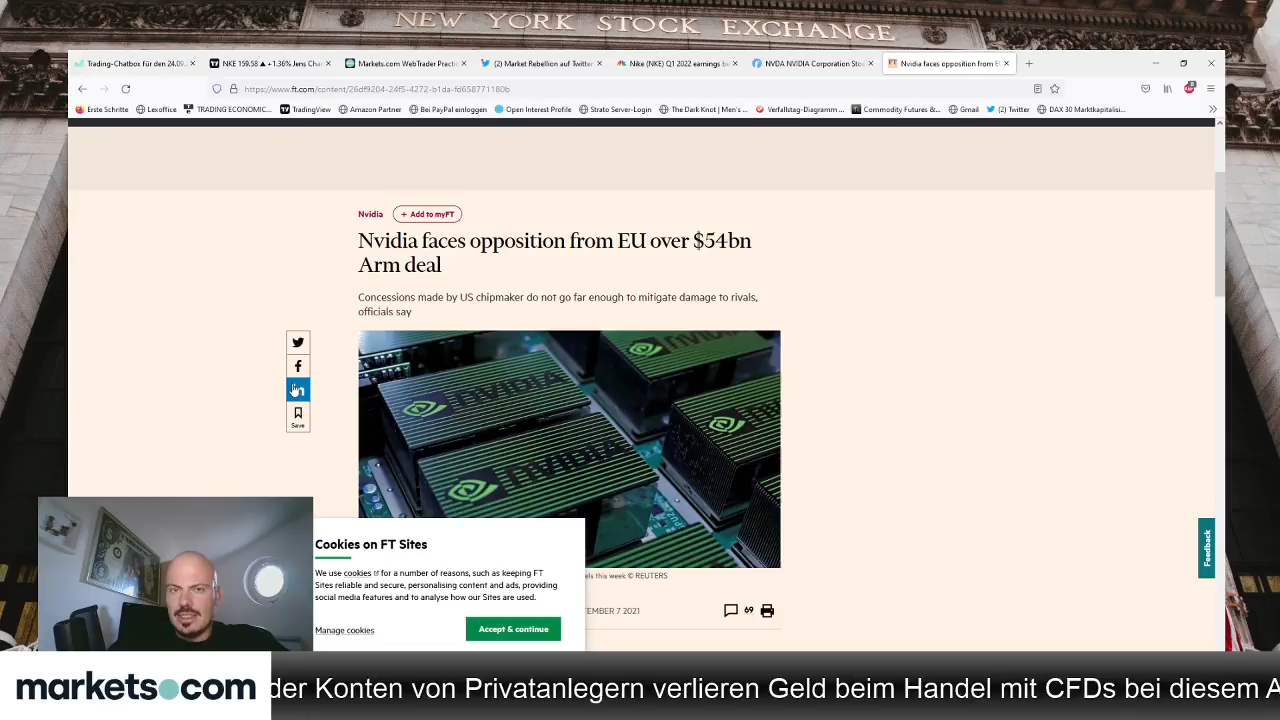 NEW YORK STOCK EXCHANGE
Trading-Chatbox für den 24.09.
NKE 159.58 ▲ +1.36% Jens Cha
Markets.com WebTrader Practi
(2) Market Rebellion auf Twitter
Nike (NKE) Q1 2022 earnings b
NVDA NVIDIA Corporation Sto
Nvidia faces opposition from E
https://www.ft.com/content/26df9204-24f5-4272-b1da-fd658771180b
Erste Schritte
Lexoffice
TRADING ECONOMIC...
TradingView
Amazon Partner
Bei PayPal einloggen
Open Interest Profile
Strato Server-Login
The Dark Knot | Men's ...
Verfallstag-Diagramm ...
Commodity Futures &...
Gmail
(2) Twitter
DAX 30 Marktkapitalisi...
Nvidia
+ Add to myFT
Nvidia faces opposition from EU over $54bn
Arm deal
Concessions made by US chipmaker do not go far enough to mitigate damage to rivals,
officials say
Save
NVIDIA
NVIDIA
Cookies on FT Sites
We use cookies for a number of reasons, such as keeping FT
Sites reliable and secure, personalising content and ads, providing
social media features and to analyse how our Sites are used.
Manage cookies
Accept & continue
els this week © REUTERS
TEMBER 7 2021
69
Feedback
markets.com
der Konten von Privatanlegern verlieren Geld beim Handel mit CFDs bei diesem A